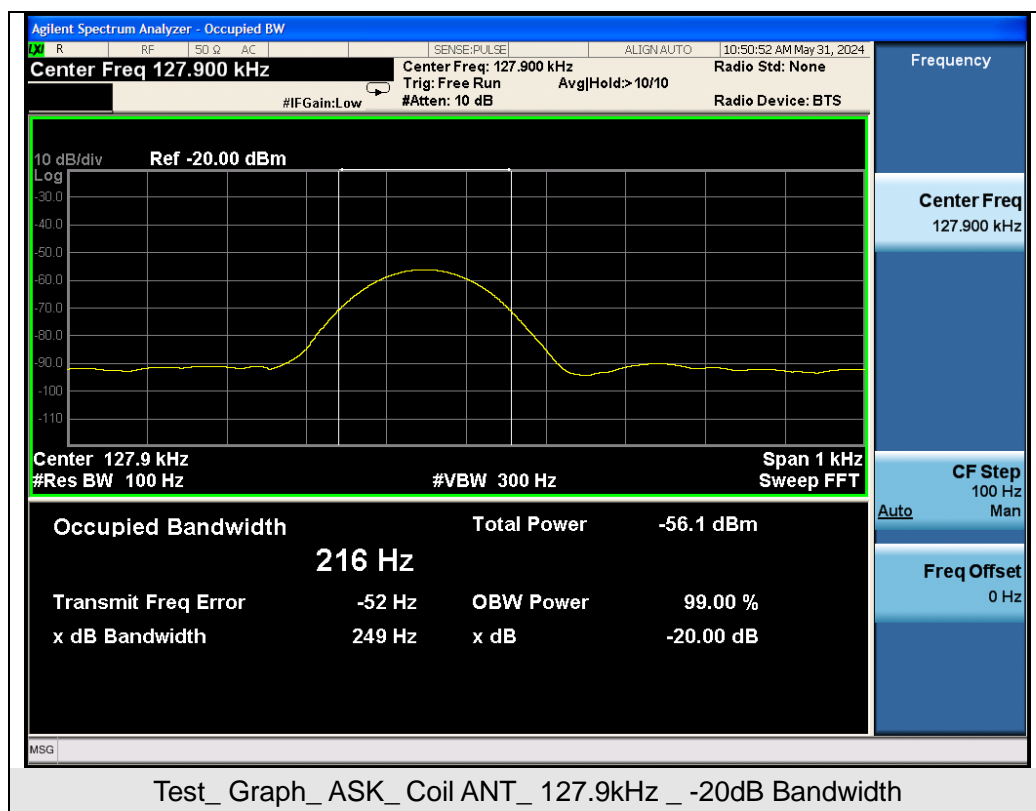 Agilent Spectrum Analyzer - Occupied BW
LXI R RF 50 Ω AC SENSE:PULSE ALIGN AUTO 10:50:52 AM May 31, 2024
Center Freq 127.900 kHz
Center Freq: 127.900 kHz
Radio Std: None
Trig: Free Run Avg|Hold:>10/10
#IFGain:Low
#Atten: 10 dB
Radio Device: BTS
10 dB/div Ref -20.00 dBm
Log
-30.0
-40.0
-50.0
-60.0
-70.0
-80.0
-90.0
-100
-110
Center 127.9 kHz Span 1 kHz
#Res BW 100 Hz #VBW 300 Hz Sweep FFT
Occupied Bandwidth Total Power -56.1 dBm
216 Hz
Transmit Freq Error -52 Hz OBW Power 99.00 %
x dB Bandwidth 249 Hz x dB -20.00 dB
MSG
Frequency
Center Freq
127.900 kHz
CF Step
100 Hz
Auto Man
Freq Offset
0 Hz
Test_ Graph_ ASK_ Coil ANT_ 127.9kHz _ -20dB Bandwidth